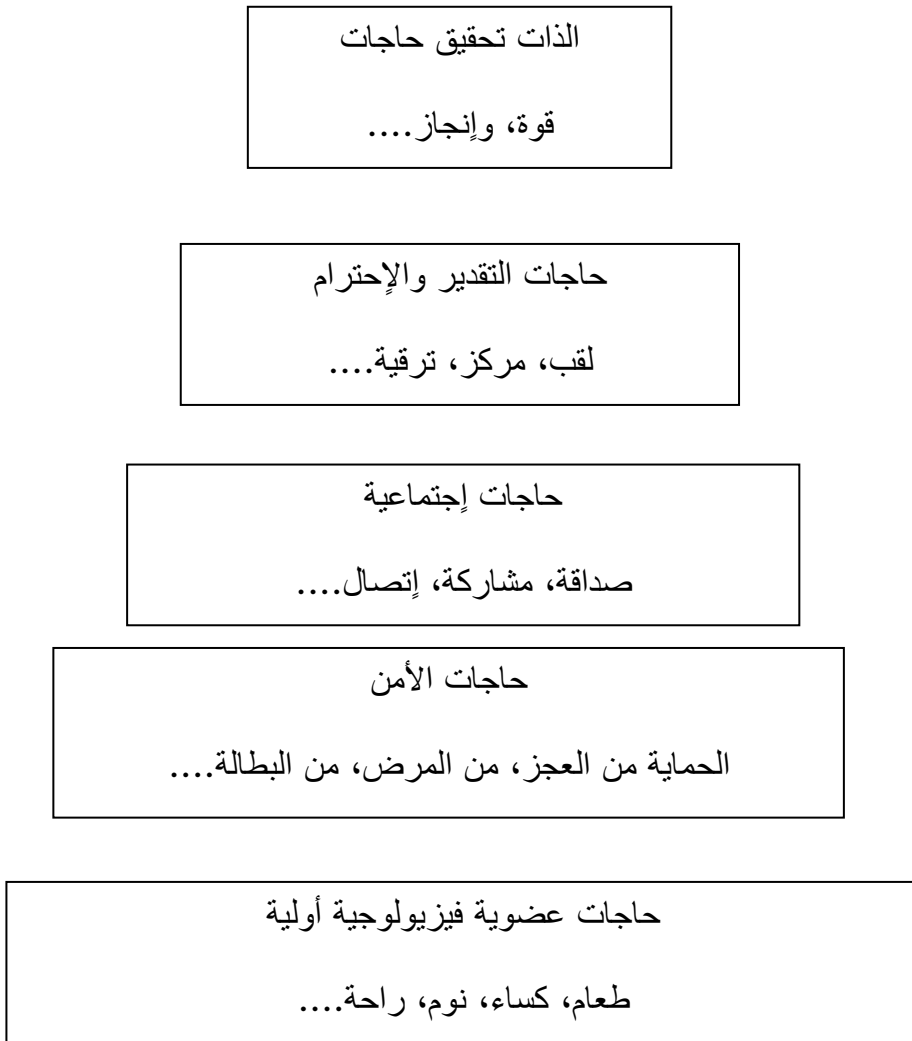 الذات تحقيق حاجات
قوة، وإنجاز....
حاجات التقدير والإحترام
لقب، مركز، ترقية....
حاجات إجتماعية
صداقة، مشاركة، إتصال....
حاجات الأمن
الحماية من العجز، من المرض، من البطالة....
حاجات عضوية فيزيولوجية أولية
طعام، كساء، نوم، راحة....